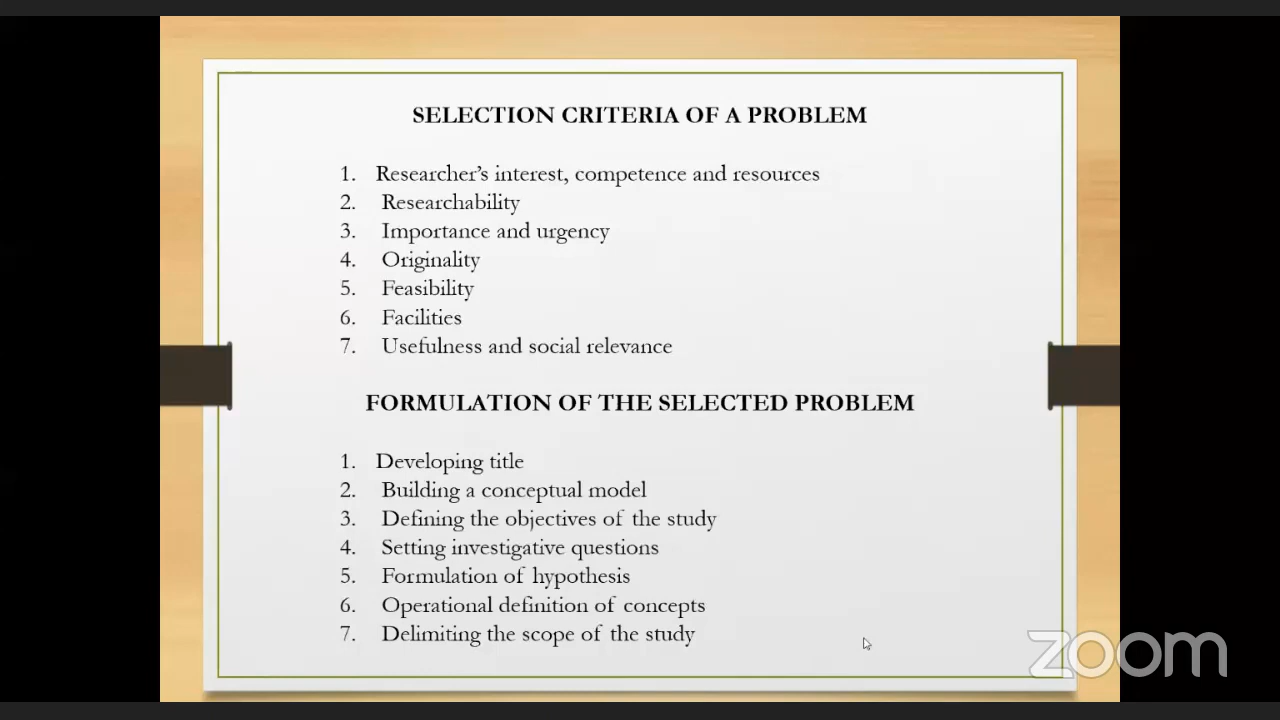 SELECTION CRITERIA OF A PROBLEM
1. Researcher's interest, competence and resources
2. Researchability
3. Importance and urgency
4. Originality
5. Feasibility
6. Facilities
7. Usefulness and social relevance
FORMULATION OF THE SELECTED PROBLEM
1. Developing title
2. Building a conceptual model
3. Defining the objectives of the study
4. Setting investigative questions
5. Formulation of hypothesis
6. Operational definition of concepts
7. Delimiting the scope of the study
zoom